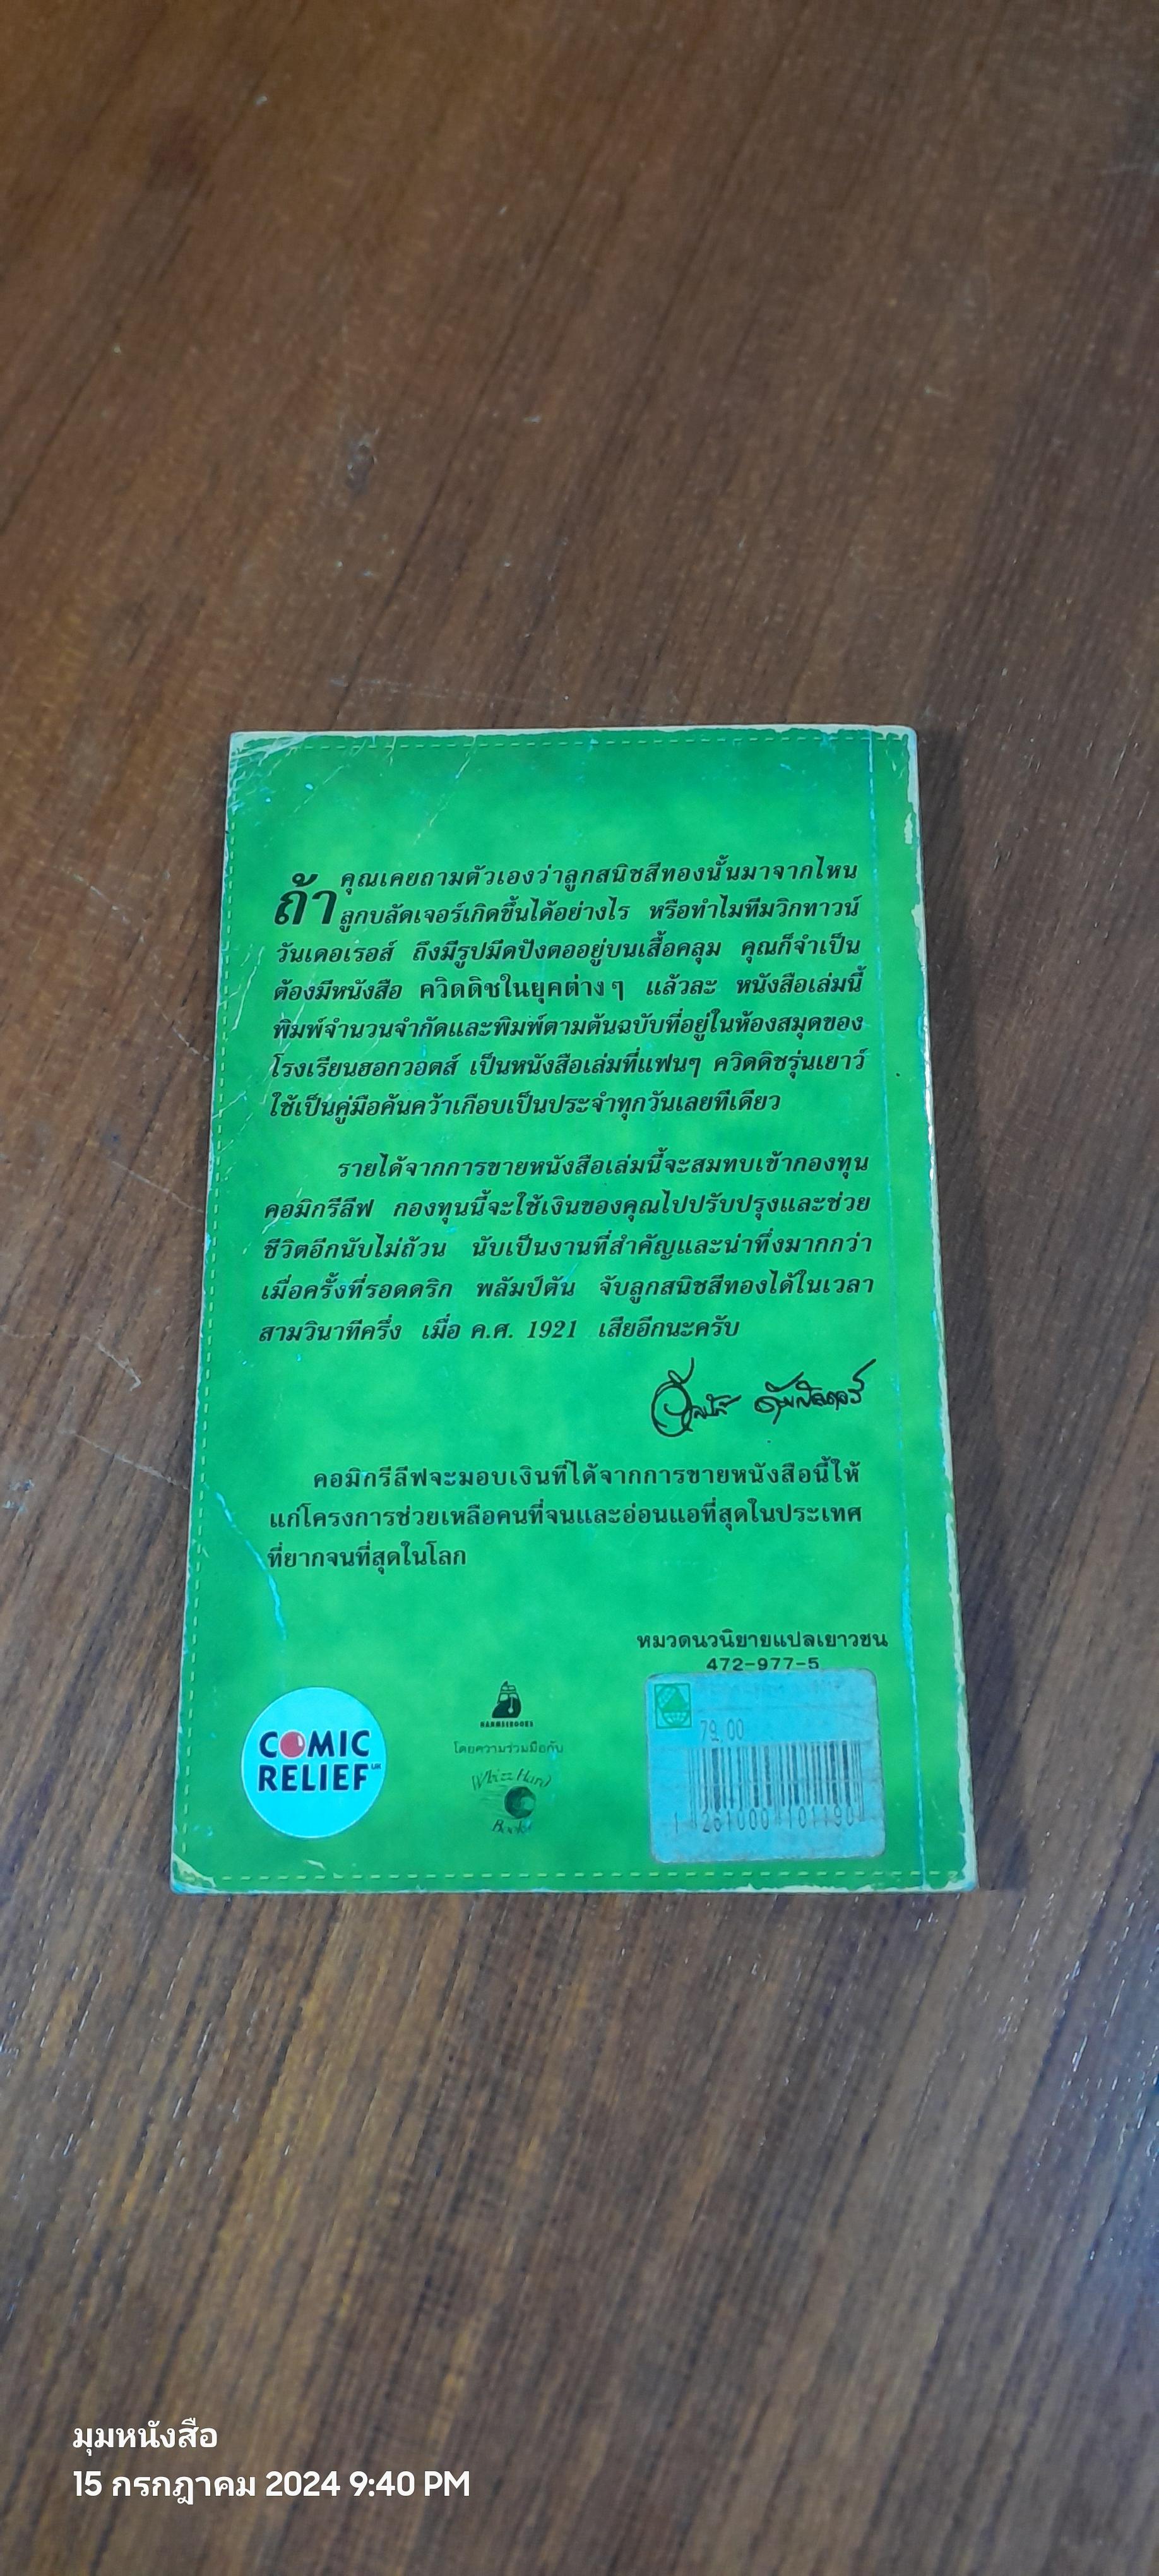 ถ้าคุณเคยถามตัวเองว่าลูกสนิชสีทองนั้นมาจากไหน
ลูกบลัดเจอร์เกิดขึ้นได้อย่างไร หรือทำไมทีมวิกทาวน์
วันเดอเรอส์ ถึงมีรูปมีดปังตออยู่บนเสื้อคลุม คุณก็จำเป็น
ต้องมีหนังสือ ควิดดิชในยุคต่าง ๆ แล้วละ หนังสือเล่มนี้
พิมพ์จำนวนจำกัดและพิมพ์ตามต้นฉบับที่อยู่ในห้องสมุดของ
โรงเรียนฮอกวอตส์ เป็นหนังสือเล่มที่แฟนๆ ควิดดิชรุ่นเยาว์
ใช้เป็นคู่มือค้นคว้าเกือบเป็นประจำทุกวันเลยทีเดียว
รายได้จากการขายหนังสือเล่มนี้จะสมทบเข้ากองทุน
คอมิกรีลีฟ กองทุนนี้จะใช้เงินของคุณไปปรับปรุงและช่วย
ชีวิตอีกนับไม่ถ้วน นับเป็นงานที่สำคัญและน่าทึ่งมากกว่า
เมื่อครั้งที่รอดดริก พลัมป์ตัน จับลูกสนิชสีทองได้ในเวลา
สามวินาทีครึ่ง เมื่อ ค.ศ. 1921 เสียอีกนะครับ
อัลบัส ดัมเบิลดอร์
คอมิกรีลีฟจะมอบเงินที่ได้จากการขายหนังสือนี้ให้
แก่โครงการช่วยเหลือคนที่จนและอ่อนแอที่สุดในประเทศ
ที่ยากจนที่สุดในโลก
หมวดนวนิยายแปลเยาวชน
472-977-5
79.00
1 261000 101190
COMIC
RELIEF UK
NANMEEBOOKS
โดยความร่วมมือกับ
Whizz Hard
Books
มุมหนังสือ
15 กรกฎาคม 2024 9:40 PM